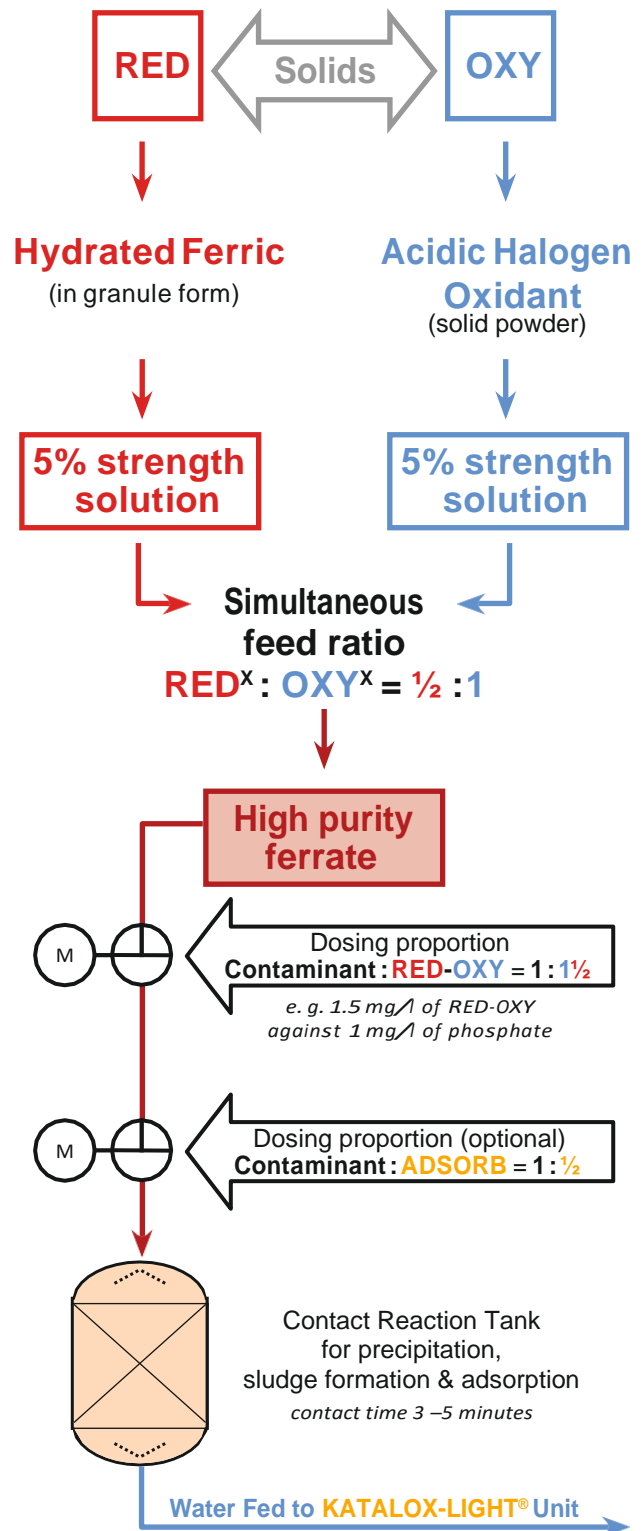 RED
Solids
OXY
Hydrated Ferric
(in granule form)
Acidic Halogen
Oxidant
(solid powder)
5% strength
solution
5% strength
solution
Simultaneous
feed ratio
REDˣ : OXYˣ = ½ :1
High purity
ferrate
M
Dosing proportion
Contaminant : RED-OXY = 1 : 1½
e. g. 1.5 mg/l of RED-OXY
against 1 mg/l of phosphate
M
Dosing proportion (optional)
Contaminant : ADSORB = 1 : ½
Contact Reaction Tank
for precipitation,
sludge formation & adsorption
contact time 3 –5 minutes
Water Fed to KATALOX-LIGHT® Unit